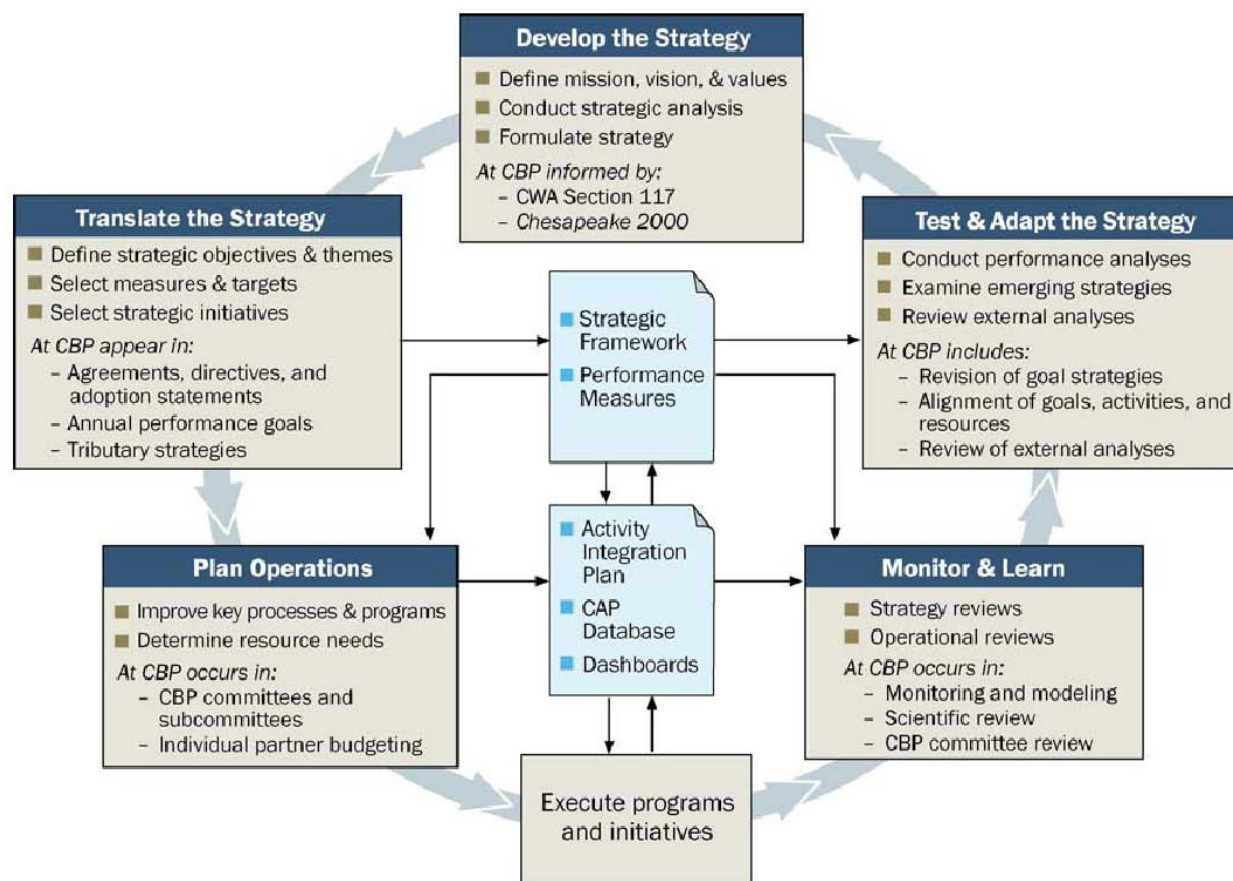 Develop the Strategy
Define mission, vision, & values
Conduct strategic analysis
Formulate strategy
At CBP informed by:
– CWA Section 117
– Chesapeake 2000
Translate the Strategy
Define strategic objectives & themes
Select measures & targets
Select strategic initiatives
At CBP appear in:
– Agreements, directives, and
adoption statements
– Annual performance goals
– Tributary strategies
Strategic
Framework
Performance
Measures
Test & Adapt the Strategy
Conduct performance analyses
Examine emerging strategies
Review external analyses
At CBP includes:
– Revision of goal strategies
– Alignment of goals, activities, and
resources
– Review of external analyses
Plan Operations
Improve key processes & programs
Determine resource needs
At CBP occurs in:
– CBP committees and
subcommittees
– Individual partner budgeting
Activity
Integration
Plan
CAP
Database
Dashboards
Monitor & Learn
Strategy reviews
Operational reviews
At CBP occurs in:
– Monitoring and modeling
– Scientific review
– CBP committee review
Execute programs
and initiatives